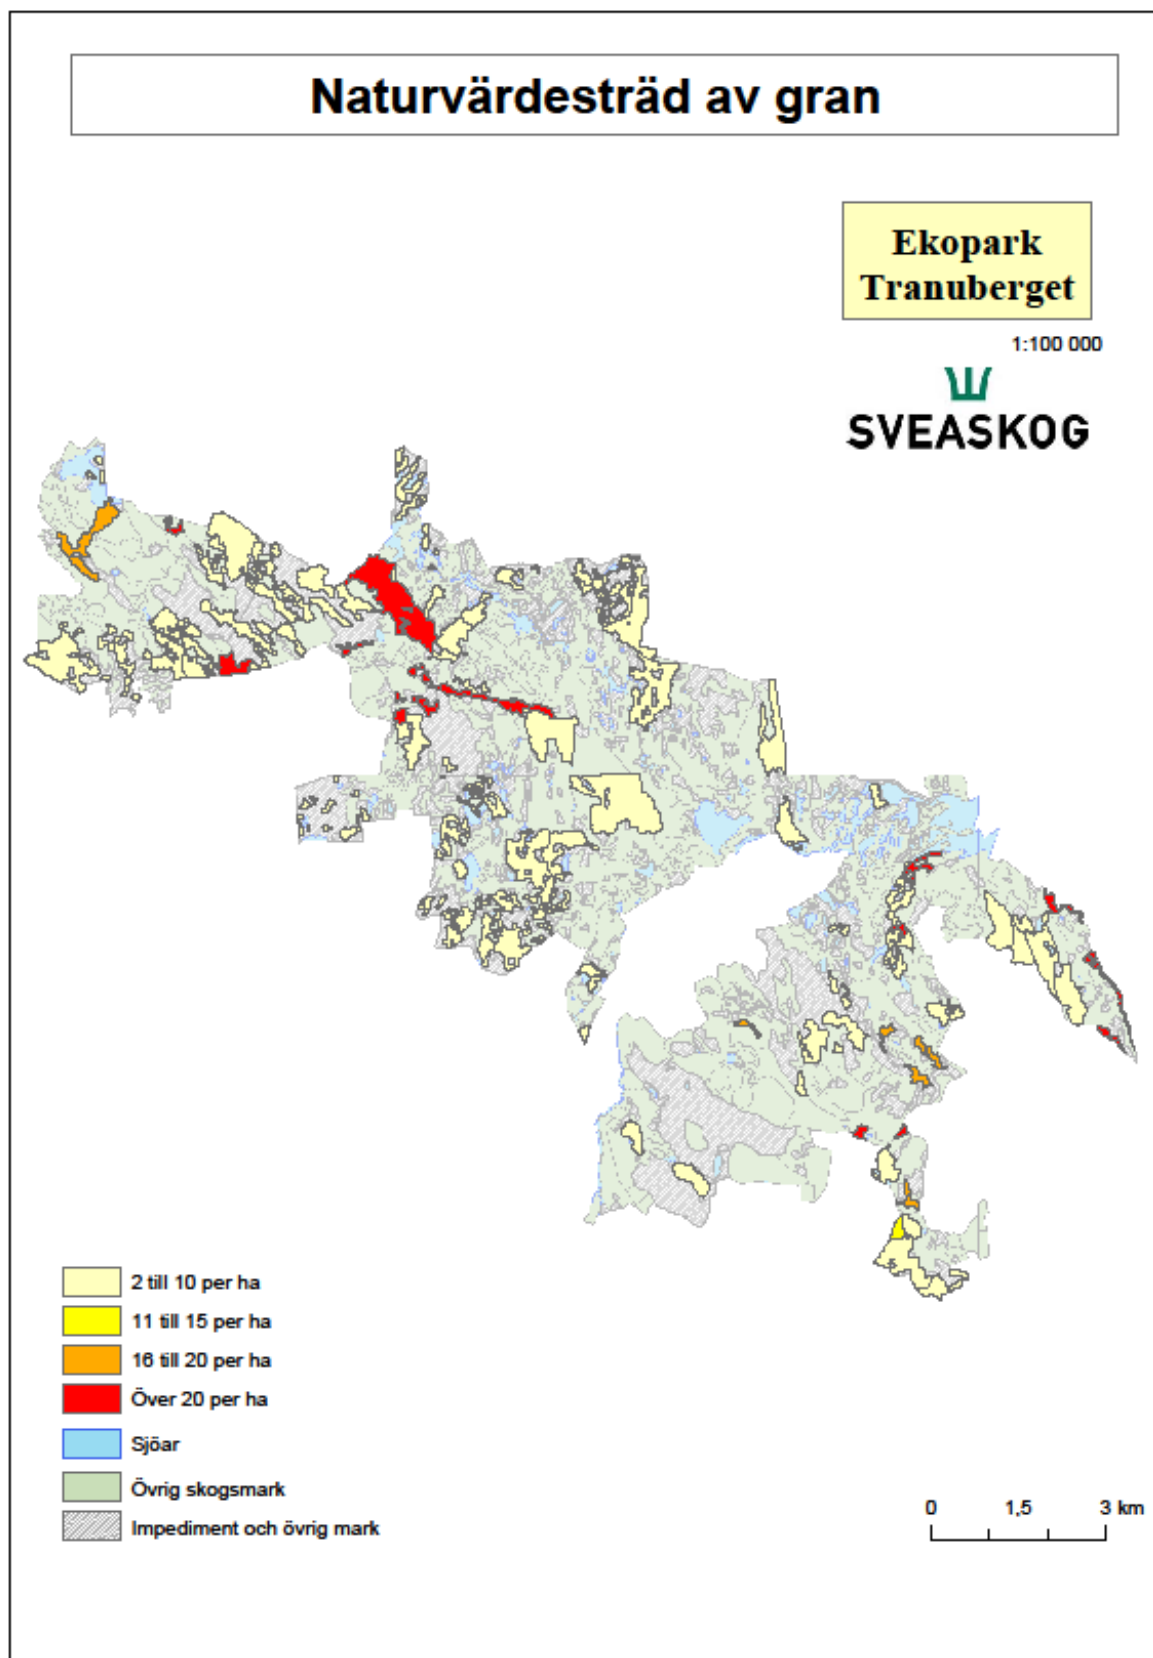 Naturvärdesträd av gran
Ekopark
Tranuberget
1:100 000
SVEASKOG
2 till 10 per ha
11 till 15 per ha
16 till 20 per ha
Över 20 per ha
Sjöar
Övrig skogsmark
Impediment och övrig mark
0 1,5 3 km